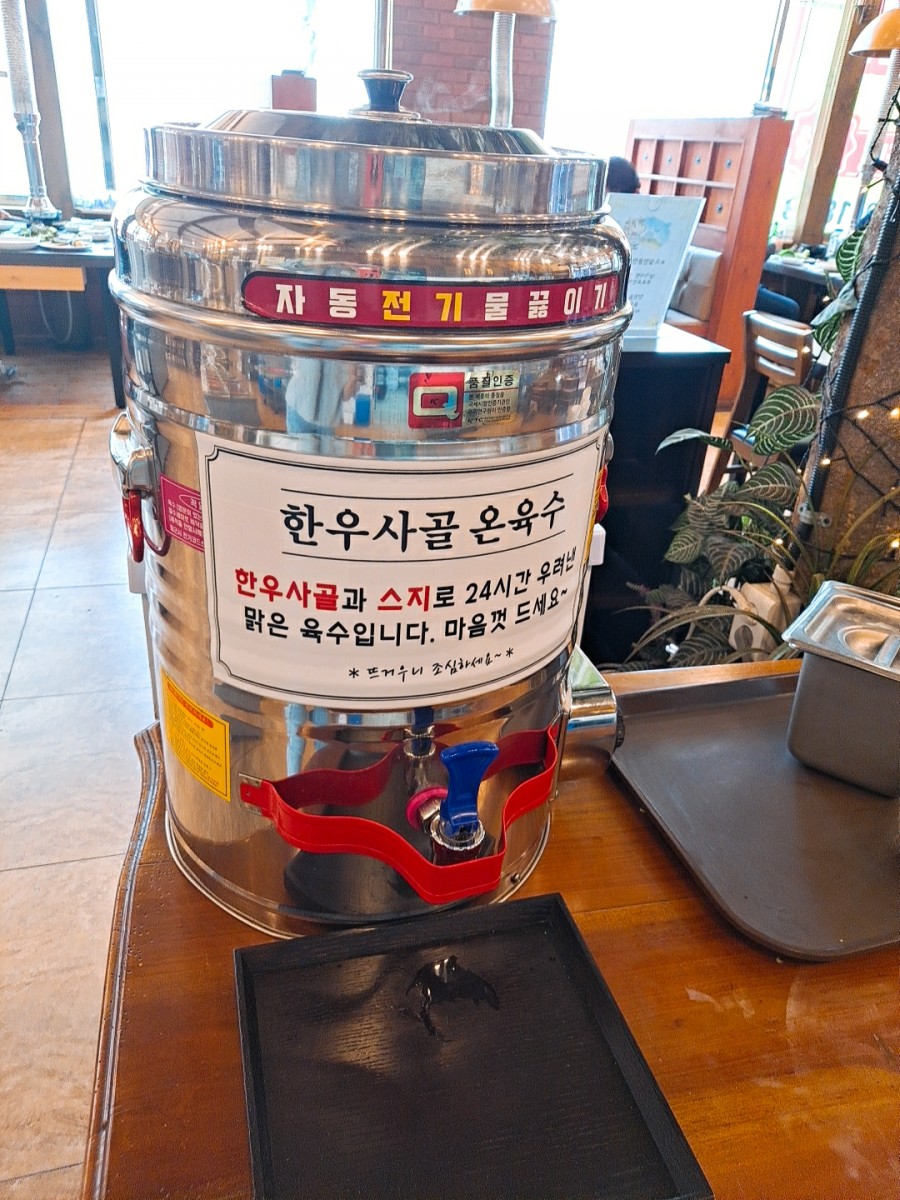 자동전기물끓이기
Q
품질인증
한우사골 온육수
한우사골과 스지로 24시간 우려낸
맑은 육수입니다. 마음껏 드세요~
*뜨거우니 조심하세요~*